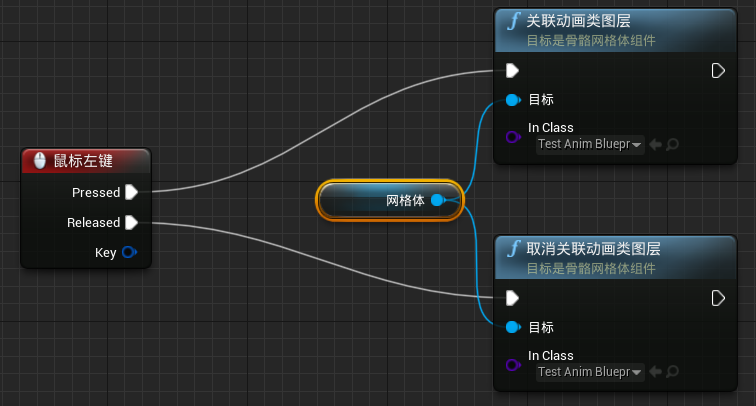 关联动画类图层
目标是骨骼网格体组件
目标
In Class
Test Anim Bluepr
鼠标左键
Pressed
Released
Key
网格体
取消关联动画类图层
目标是骨骼网格体组件
目标
In Class
Test Anim Bluepr